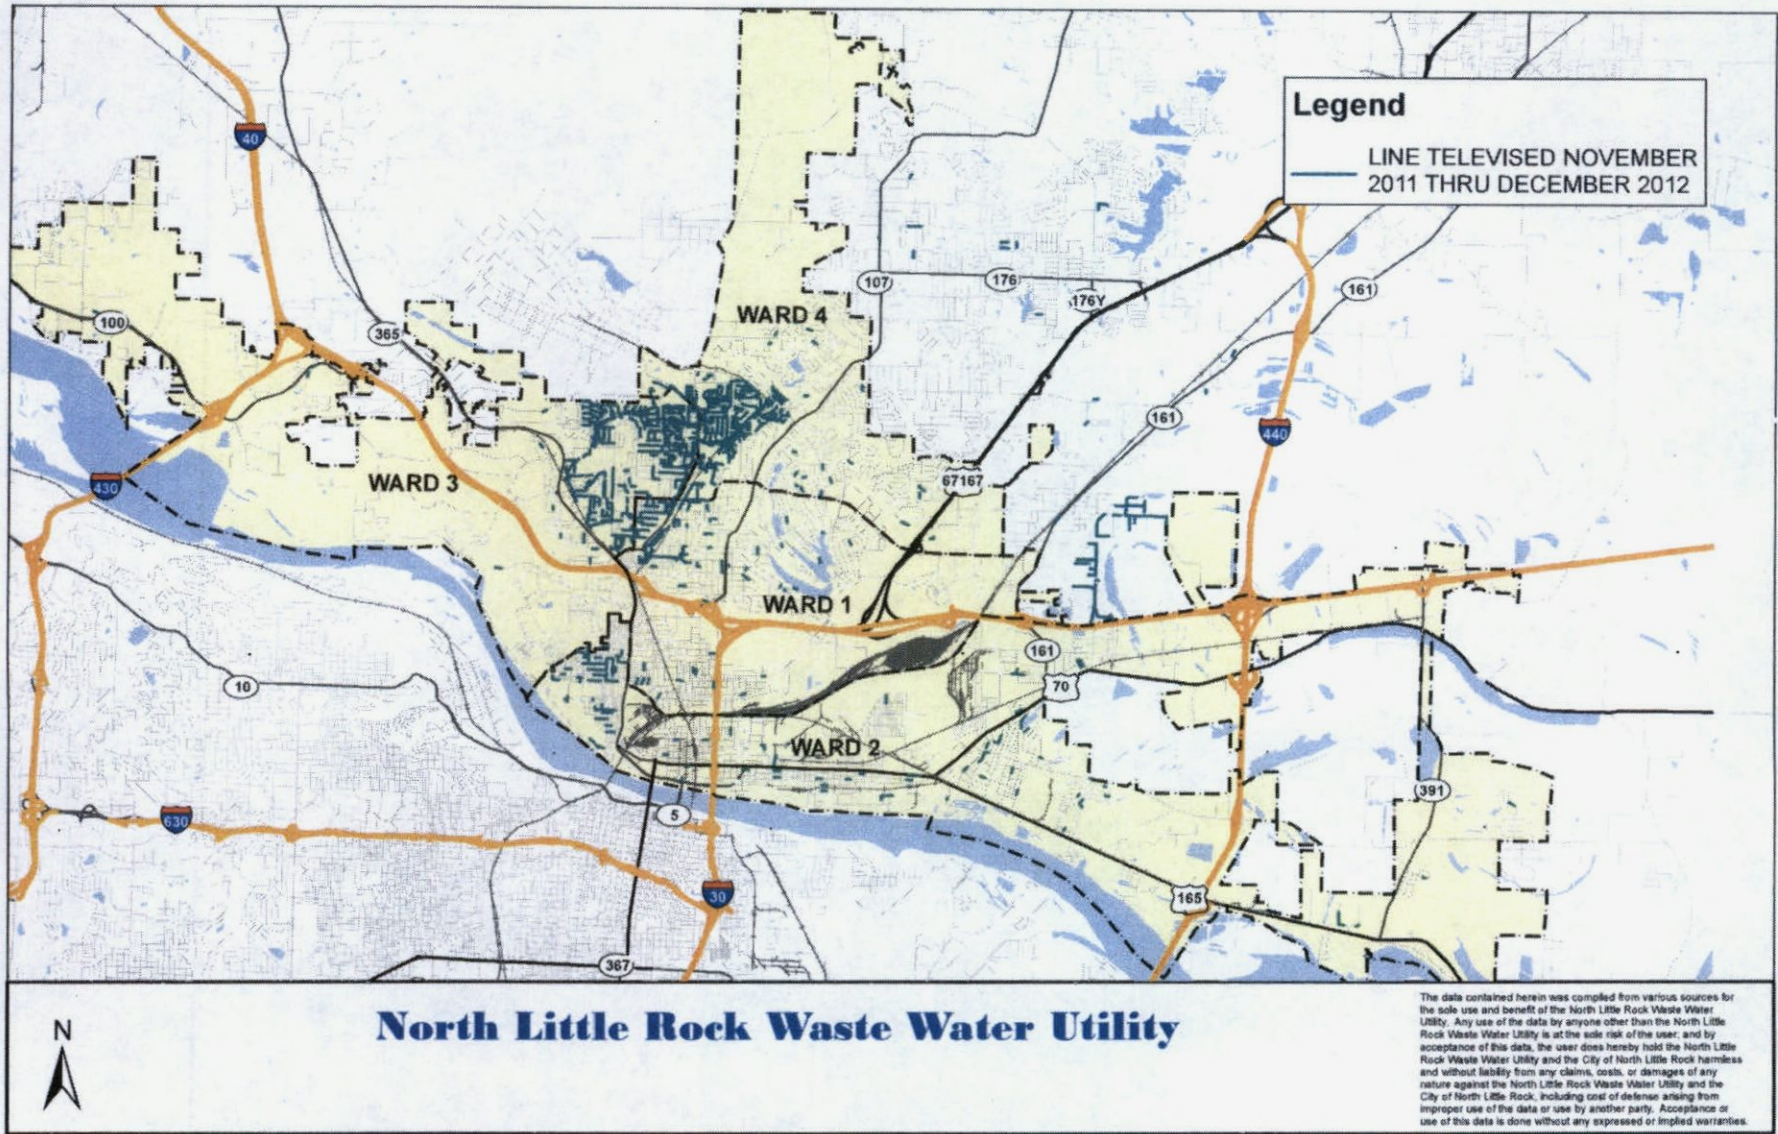 Legend
LINE TELEVISED NOVEMBER
2011 THRU DECEMBER 2012
40
WARD 4
107
176
176Y
161
100
365
161
440
WARD 3
67167
430
WARD 1
161
10
70
WARD 2
391
630
5
30
165
367
N
North Little Rock Waste Water Utility
The data contained herein was compiled from various sources for
the sole use and benefit of the North Little Rock Waste Water
Utility. Any use of the data by anyone other than the North Little
Rock Waste Water Utility is at the sole risk of the user; and by
acceptance of this data, the user does hereby hold the North Little
Rock Waste Water Utility and the City of North Little Rock harmless
and without liability from any claims, costs, or damages of any
nature against the North Little Rock Waste Water Utility and the
City of North Little Rock, including cost of defense arising from
improper use of the data or use by another party. Acceptance or
use of this data is done without any expressed or implied warranties.